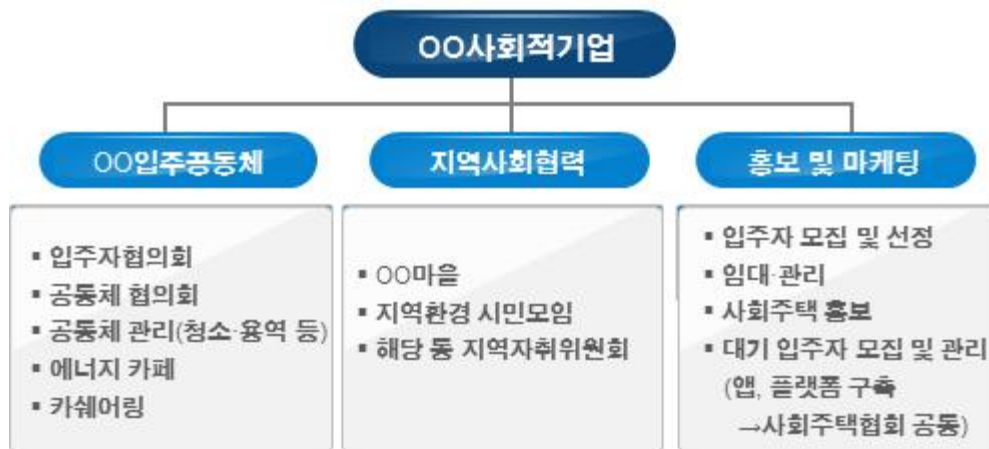 OO사회적기업
OO입주공동체
▪ 입주자협의회
▪ 공동체 협의회
▪ 공동체 관리(청소·용역 등)
▪ 에너지 카페
▪ 카쉐어링
지역사회협력
▪ OO마을
▪ 지역환경 시민모임
▪ 해당 동 지역자취위원회
홍보 및 마케팅
▪ 입주자 모집 및 선정
▪ 임대·관리
▪ 사회주택 홍보
▪ 대기 입주자 모집 및 관리
(앱, 플랫폼 구축
→사회주택협회 공동)